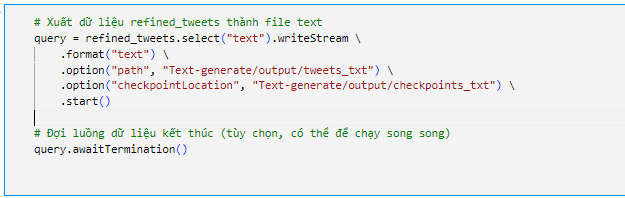 # Xuất dữ liệu refined_tweets thành file text
query = refined_tweets.select("text").writeStream \
    .format("text") \
    .option("path", "Text-generate/output/tweets_txt") \
    .option("checkpointLocation", "Text-generate/output/checkpoints_txt") \
    .start()

# Đợi luồng dữ liệu kết thúc (tùy chọn, có thể để chạy song song)
query.awaitTermination()